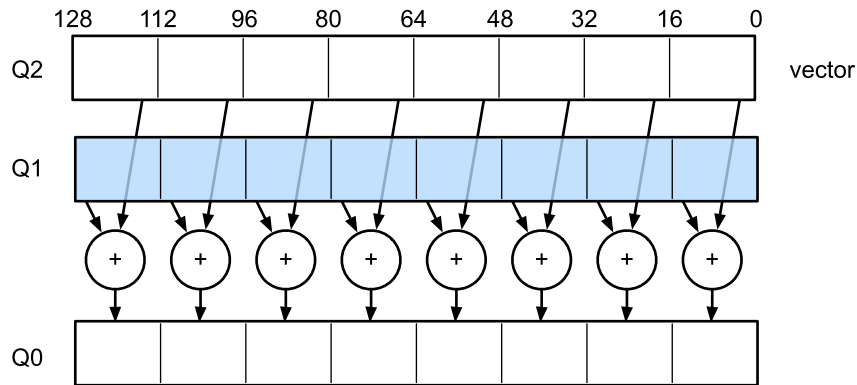 128 112 96 80 64 48 32 16 0
Q2 vector
Q1
+ + + + + + + +
Q0